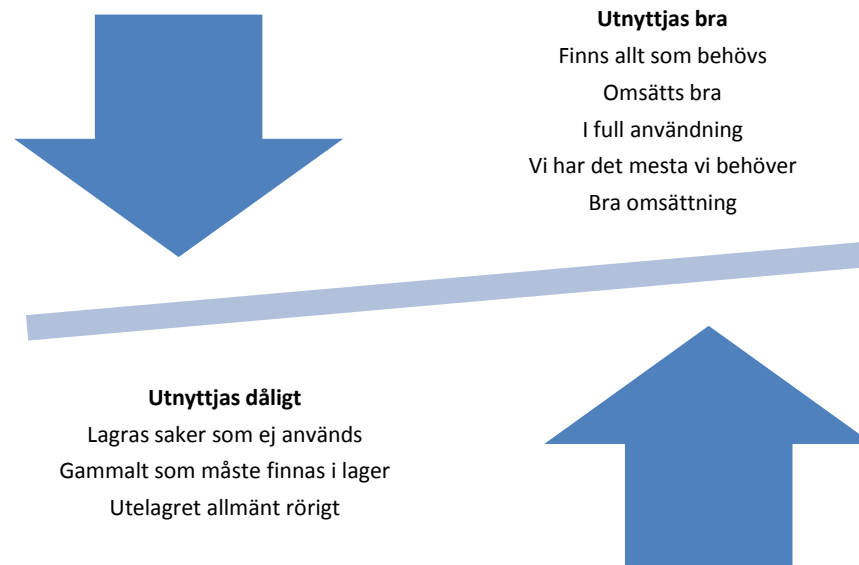 Utnyttjas bra
Finns allt som behövs
Omsätts bra
I full användning
Vi har det mesta vi behöver
Bra omsättning
Utnyttjas dåligt
Lagras saker som ej används
Gammalt som måste finnas i lager
Utelagret allmänt rörigt